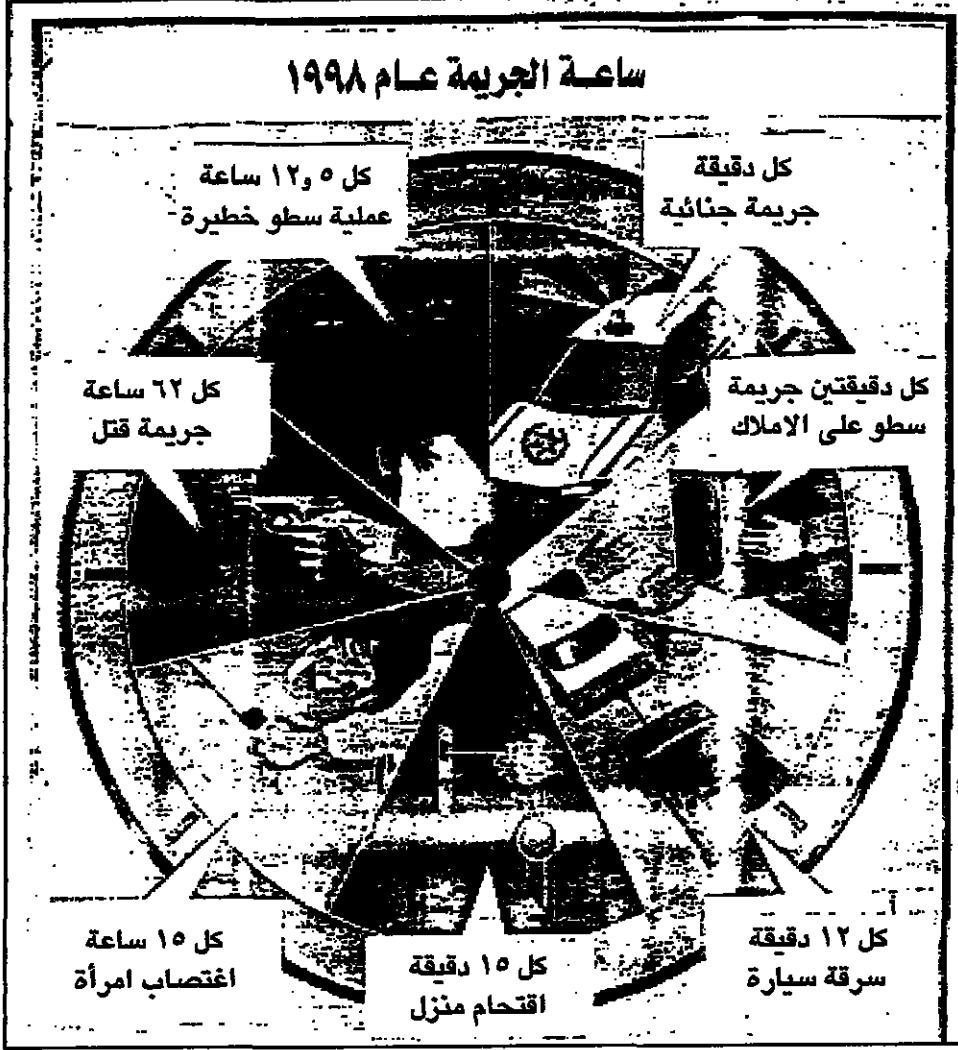 ساعة الجريمة عام ١٩٩٨
كل دقيقة
جريمة جنائية
كل ٥ و١٢ ساعة
عملية سطو خطيرة
كل دقيقتين جريمة
سطو على الاملاك
كل ٦٢ ساعة
جريمة قتل
كل ١٢ دقيقة
سرقة سيارة
كل ١٥ دقيقة
اقتحام منزل
كل ١٥ ساعة
اغتصاب امرأة